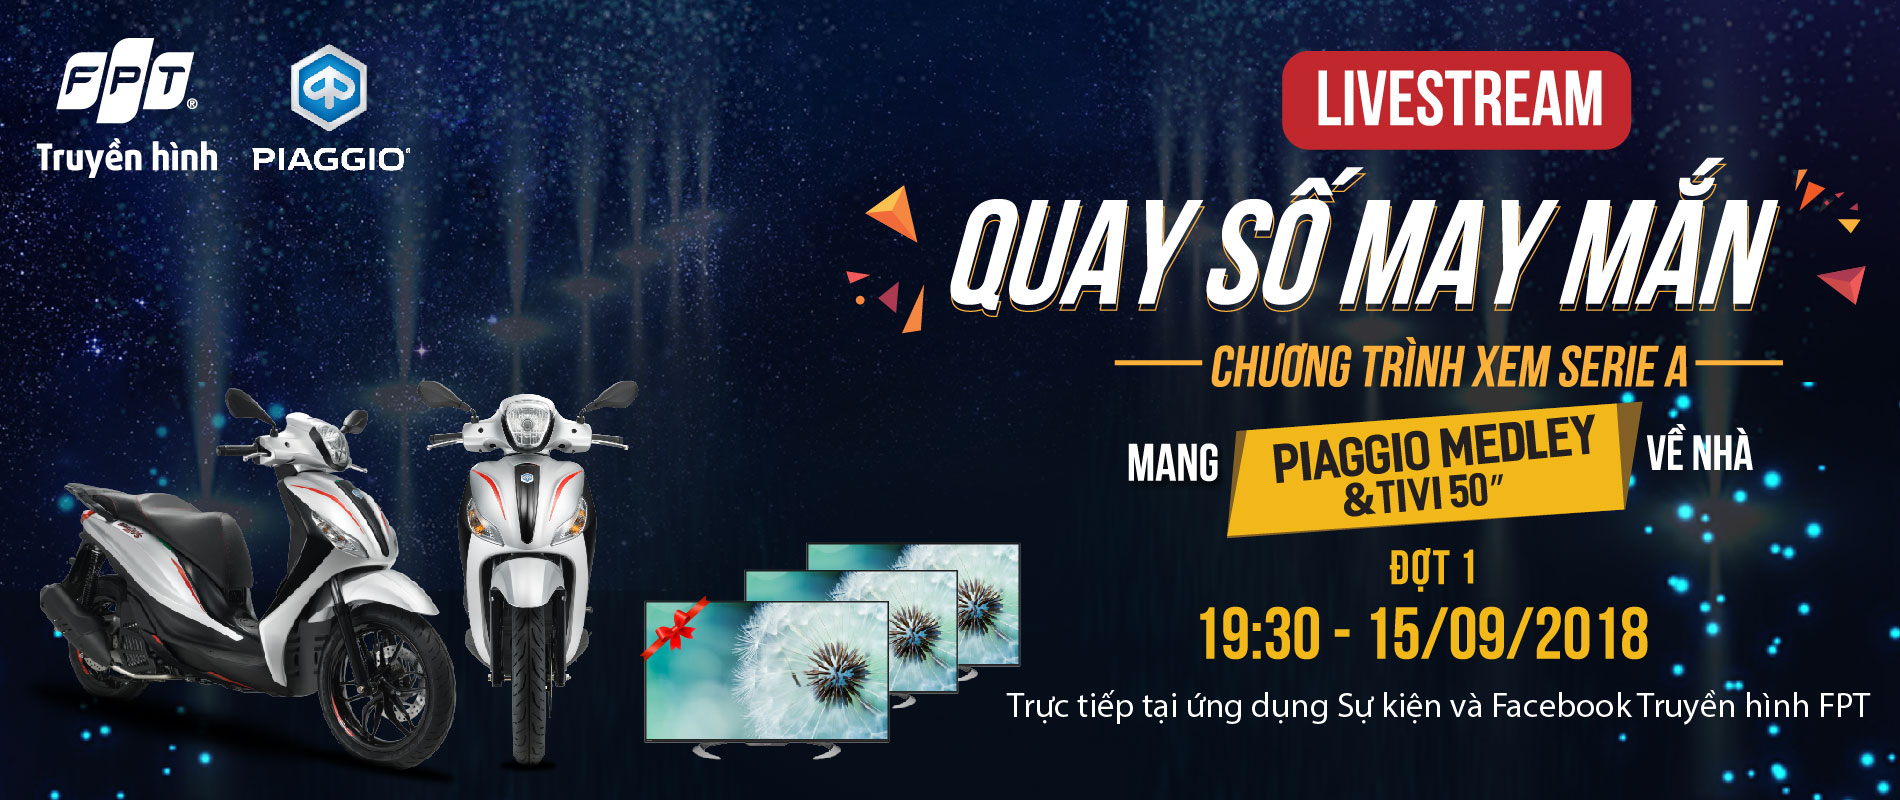 FPT®
Truyền hình
PIAGGIO®
LIVESTREAM
QUAY SỐ MAY MẮN
CHƯƠNG TRÌNH XEM SERIE A
MANG PIAGGIO MEDLEY VỀ NHÀ
& TIVI 50"
ĐỢT 1
19:30 - 15/09/2018
Trực tiếp tại ứng dụng Sự kiện và Facebook Truyền hình FPT